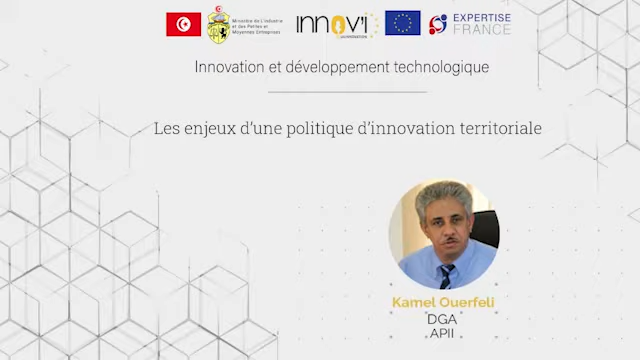 Ministère de L'industrie
et des Petites et
Moyennes Entreprises
INNOV'I
EXPERTISE
FRANCE
Innovation et développement technologique
Les enjeux d'une politique d'innovation territoriale
Kamel Ouerfeli
DGA
APII